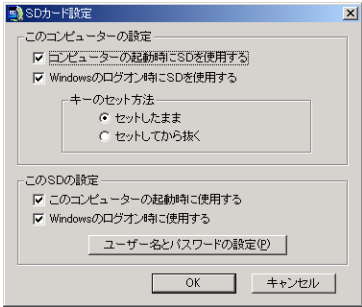 SDカード設定
このコンピューターの設定
コンピューターの起動時にSDを使用する
Windowsのログオン時にSDを使用する
キーのセット方法
セットしたまま
セットしてから抜く
このSDの設定
このコンピューターの起動時に使用する
Windowsのログオン時に使用する
ユーザー名とパスワードの設定(P)
OK
キャンセル